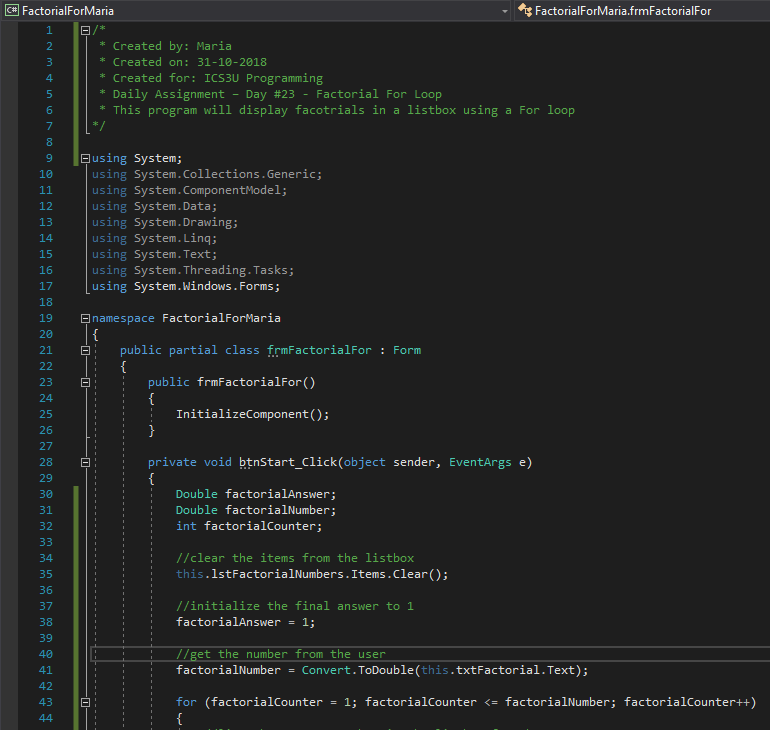 C# FactorialForMaria
FactorialForMaria.frmFactorialFor
1 /*
2 * Created by: Maria
3 * Created on: 31-10-2018
4 * Created for: ICS3U Programming
5 * Daily Assignment – Day #23 - Factorial For Loop
6 * This program will display facotrials in a listbox using a For loop
7 */
8
9 using System;
10 using System.Collections.Generic;
11 using System.ComponentModel;
12 using System.Data;
13 using System.Drawing;
14 using System.Linq;
15 using System.Text;
16 using System.Threading.Tasks;
17 using System.Windows.Forms;
18
19 namespace FactorialForMaria
20 {
21 public partial class frmFactorialFor : Form
22 {
23 public frmFactorialFor()
24 {
25 InitializeComponent();
26 }
27
28 private void btnStart_Click(object sender, EventArgs e)
29 {
30 Double factorialAnswer;
31 Double factorialNumber;
32 int factorialCounter;
33
34 //clear the items from the listbox
35 this.lstFactorialNumbers.Items.Clear();
36
37 //initialize the final answer to 1
38 factorialAnswer = 1;
39
40 //get the number from the user
41 factorialNumber = Convert.ToDouble(this.txtFactorial.Text);
42
43 for (factorialCounter = 1; factorialCounter <= factorialNumber; factorialCounter++)
44 {